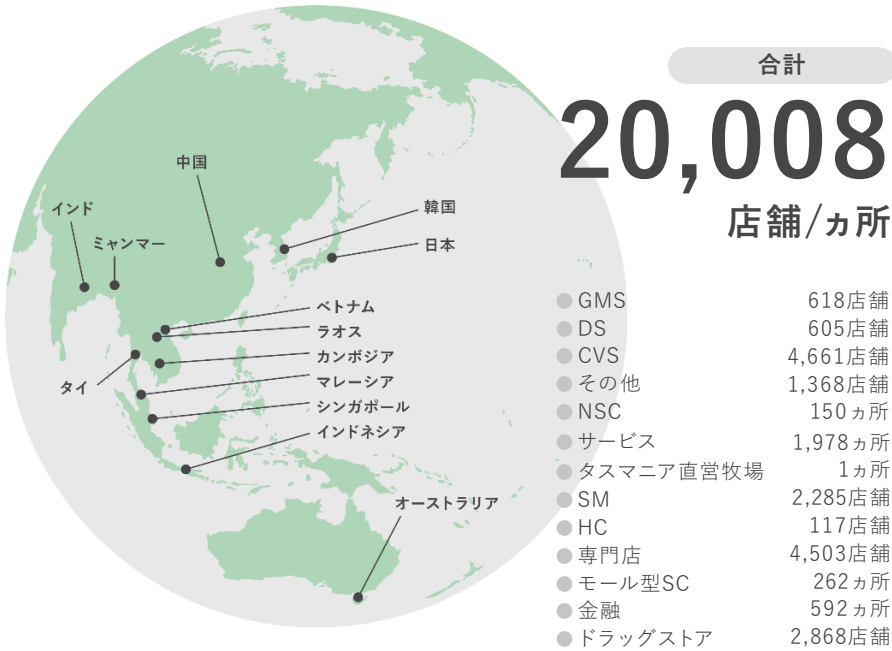 合計
20,008
店舗/ヵ所
中国
インド
ミャンマー
韓国
日本
ベトナム
ラオス
カンボジア
タイ
マレーシア
シンガポール
インドネシア
オーストラリア
GMS 618店舗
DS 605店舗
CVS 4,661店舗
その他 1,368店舗
NSC 150ヵ所
サービス 1,978ヵ所
タスマニア直営牧場 1ヵ所
SM 2,285店舗
HC 117店舗
専門店 4,503店舗
モール型SC 262ヵ所
金融 592ヵ所
ドラッグストア 2,868店舗